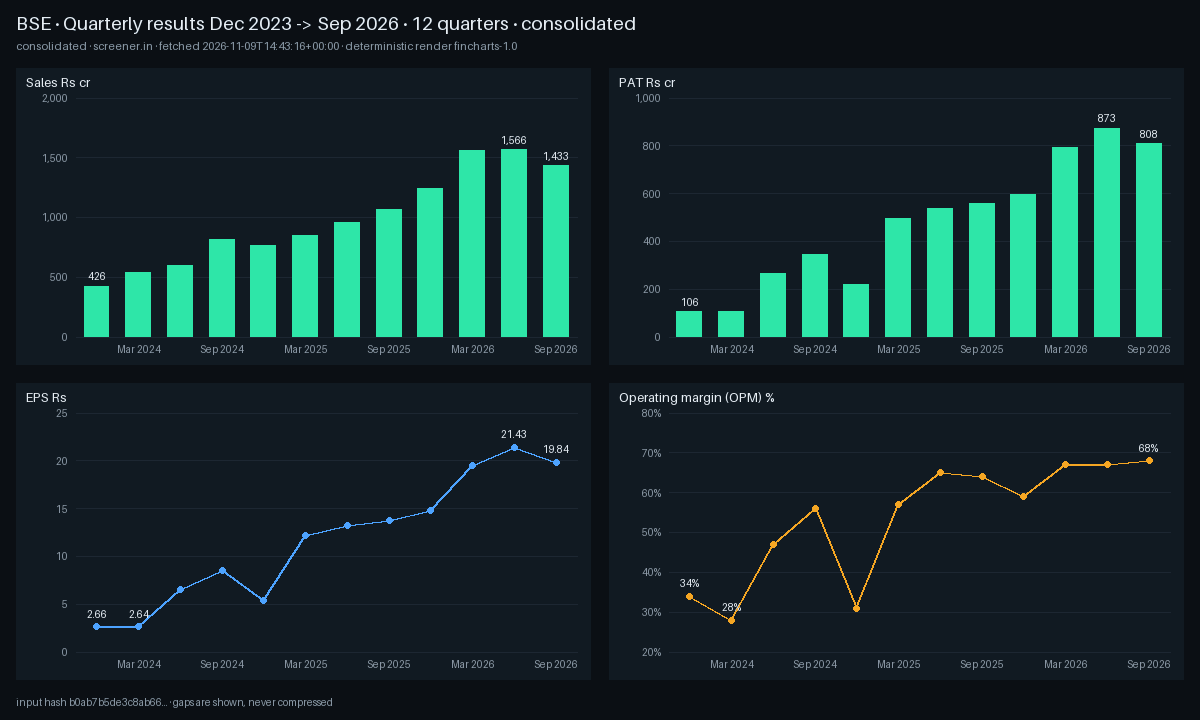 BSE · Quarterly results Dec 2023 -> Sep 2026 · 12 quarters · consolidated
consolidated · screener.in · fetched 2026-11-09T14:43:16+00:00 · deterministic render fincharts-1.0
Sales Rs cr
2,000
1,500
1,000
500
0
426
1,566
1,433
Mar 2024
Sep 2024
Mar 2025
Sep 2025
Mar 2026
Sep 2026
PAT Rs cr
1,000
800
600
400
200
0
106
873
808
Mar 2024
Sep 2024
Mar 2025
Sep 2025
Mar 2026
Sep 2026
EPS Rs
25
20
15
10
5
0
2.66
2.64
21.43
19.84
Mar 2024
Sep 2024
Mar 2025
Sep 2025
Mar 2026
Sep 2026
Operating margin (OPM) %
80%
70%
60%
50%
40%
30%
20%
34%
28%
68%
Mar 2024
Sep 2024
Mar 2025
Sep 2025
Mar 2026
Sep 2026
input hash b0ab7b5de3c8ab66… · gaps are shown, never compressed